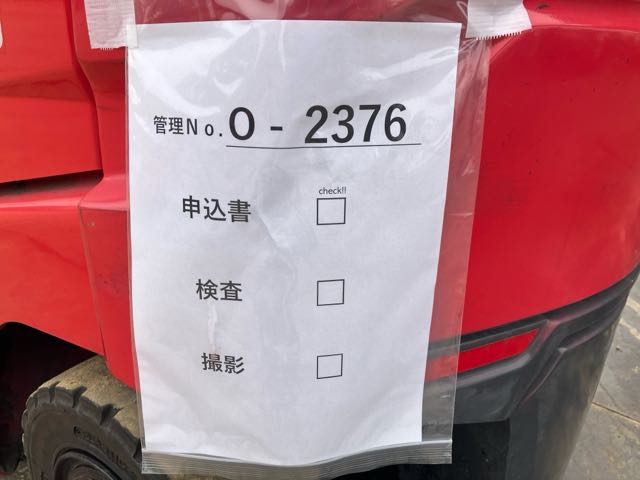 管理No. O - 2376
check!!
申込書 □
検査 □
撮影 □